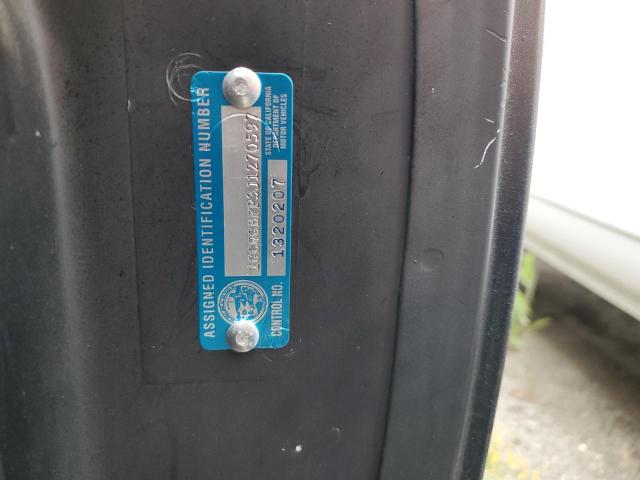 ASSIGNED IDENTIFICATION NUMBER
STATE OF CALIFORNIA
DEPARTMENT OF
MOTOR VEHICLES
CONTROL NO. 1320207